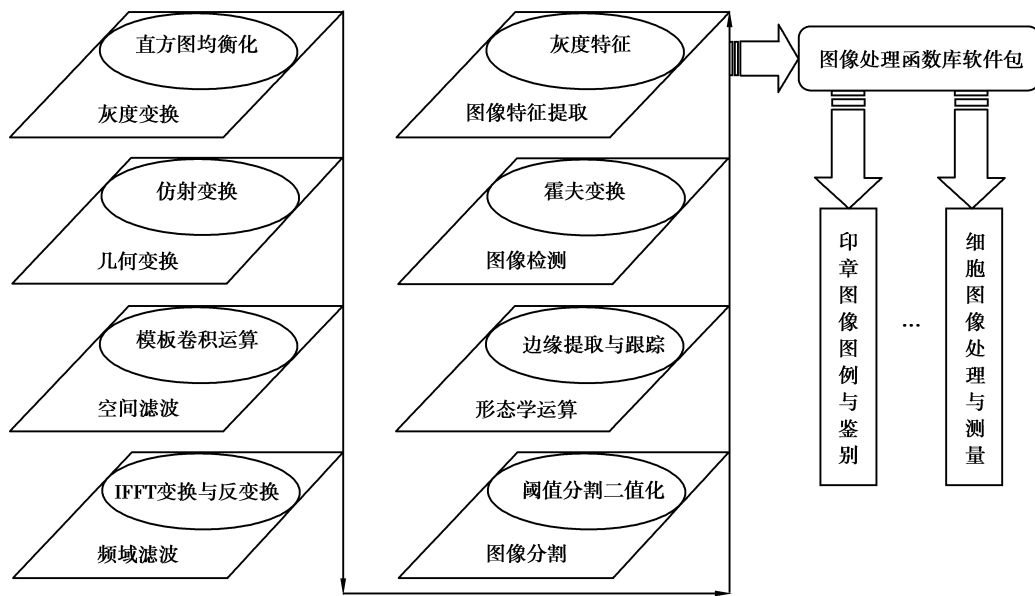 直方图均衡化
灰度变换
仿射变换
几何变换
模板卷积运算
空间滤波
IFFT变换与反变换
频域滤波
灰度特征
图像特征提取
霍夫变换
图像检测
边缘提取与跟踪
形态学运算
阈值分割二值化
图像分割
图像处理函数库软件包
印章图像图例与鉴别
...
细胞图像处理与测量